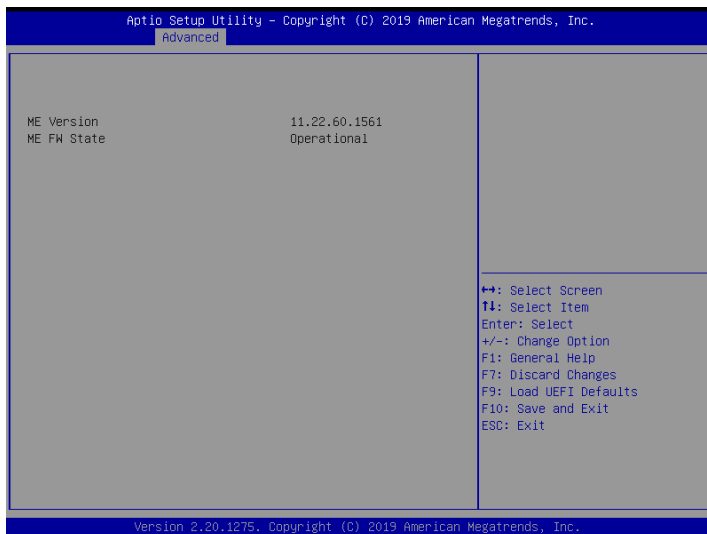 Aptio Setup Utility – Copyright (C) 2019 American Megatrends, Inc.
Advanced
ME Version 11.22.60.1561
ME FW State Operational
↔: Select Screen
↑↓: Select Item
Enter: Select
+/-: Change Option
F1: General Help
F7: Discard Changes
F9: Load UEFI Defaults
F10: Save and Exit
ESC: Exit
Version 2.20.1275. Copyright (C) 2019 American Megatrends, Inc.